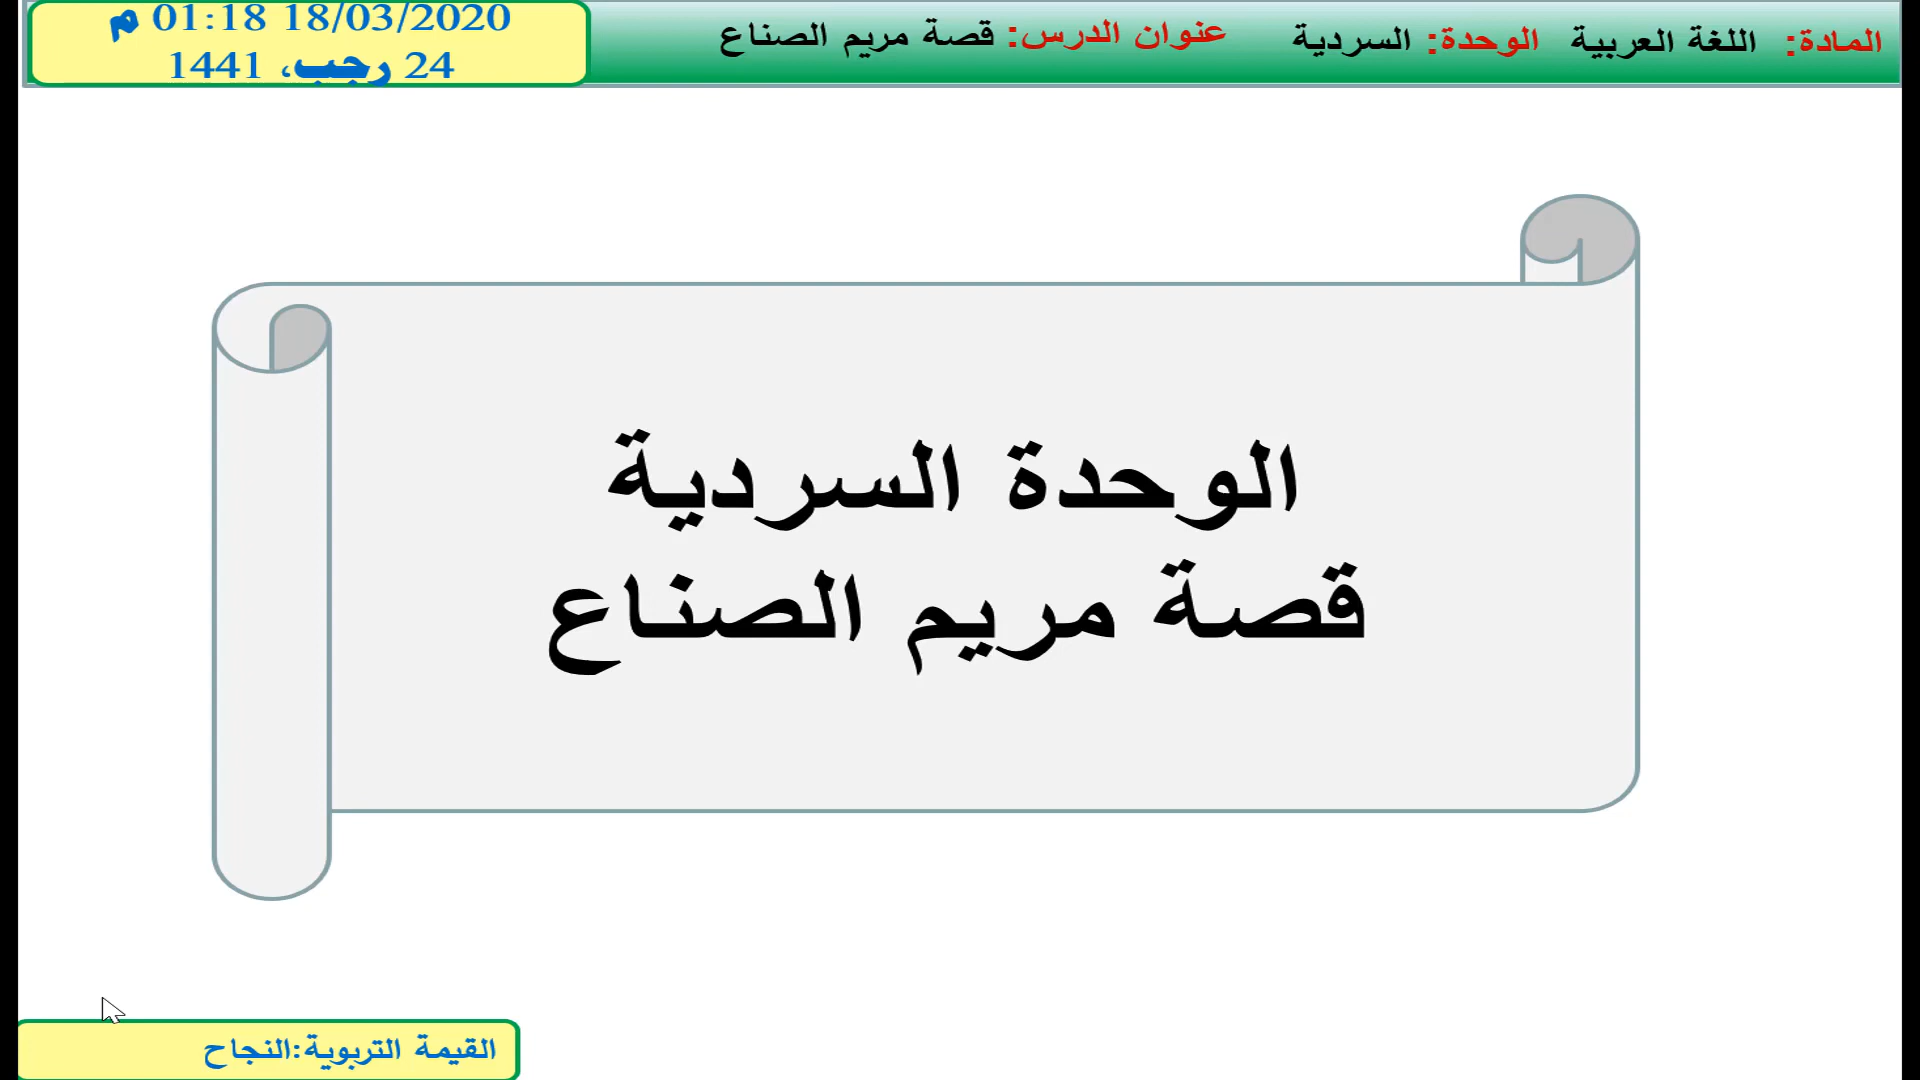 المادة: اللغة العربية الوحدة: السردية عنوان الدرس: قصة مريم الصناع
18/03/2020 01:18 م
24 رجب، 1441
الوحدة السردية
قصة مريم الصناع
القيمة التربوية:النجاح